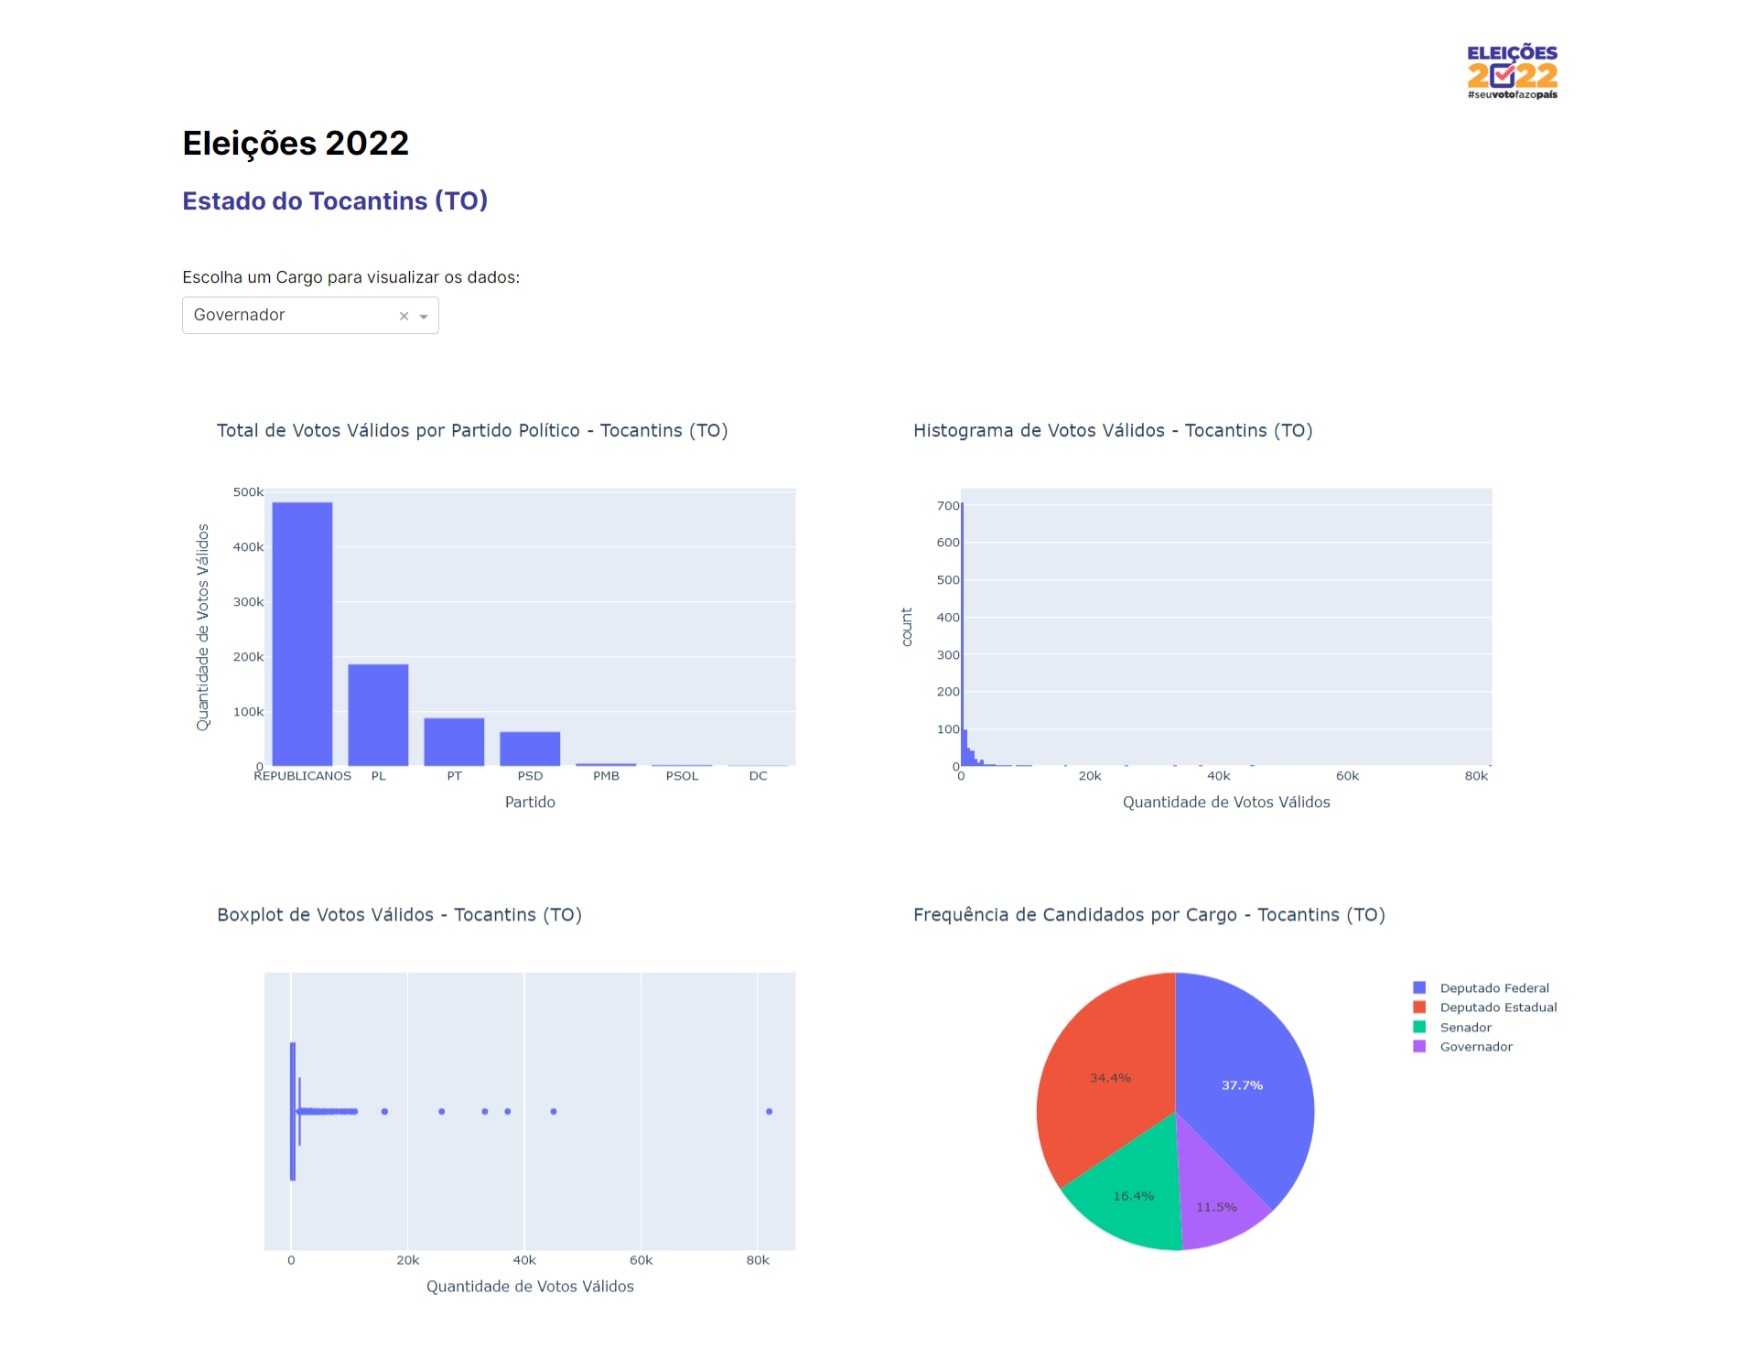 ELEIÇÕES
2022
#seuvotofazopaís
Eleições 2022
Estado do Tocantins (TO)
Escolha um Cargo para visualizar os dados:
Governador
Total de Votos Válidos por Partido Político - Tocantins (TO)
Quantidade de Votos Válidos
500k
400k
300k
200k
100k
0
REPUBLICANOS PL PT PSD PMB PSOL DC
Partido
Histograma de Votos Válidos - Tocantins (TO)
count
700
600
500
400
300
200
100
0
0 20k 40k 60k 80k
Quantidade de Votos Válidos
Boxplot de Votos Válidos - Tocantins (TO)
0 20k 40k 60k 80k
Quantidade de Votos Válidos
Frequência de Candidados por Cargo - Tocantins (TO)
34.4%
37.7%
16.4%
11.5%
Deputado Federal
Deputado Estadual
Senador
Governador